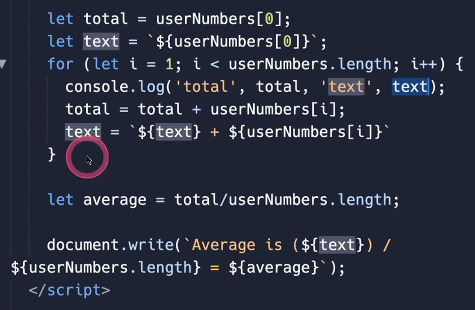 let total = userNumbers[0];
let text = `${userNumbers[0]}`;
for (let i = 1; i < userNumbers.length; i++) {
console.log('total', total, 'text', text);
total = total + userNumbers[i];
text = `${text} + ${userNumbers[i]}`
}
let average = total/userNumbers.length;
document.write(`Average is (${text}) /
${userNumbers.length} = ${average}`);
</script>